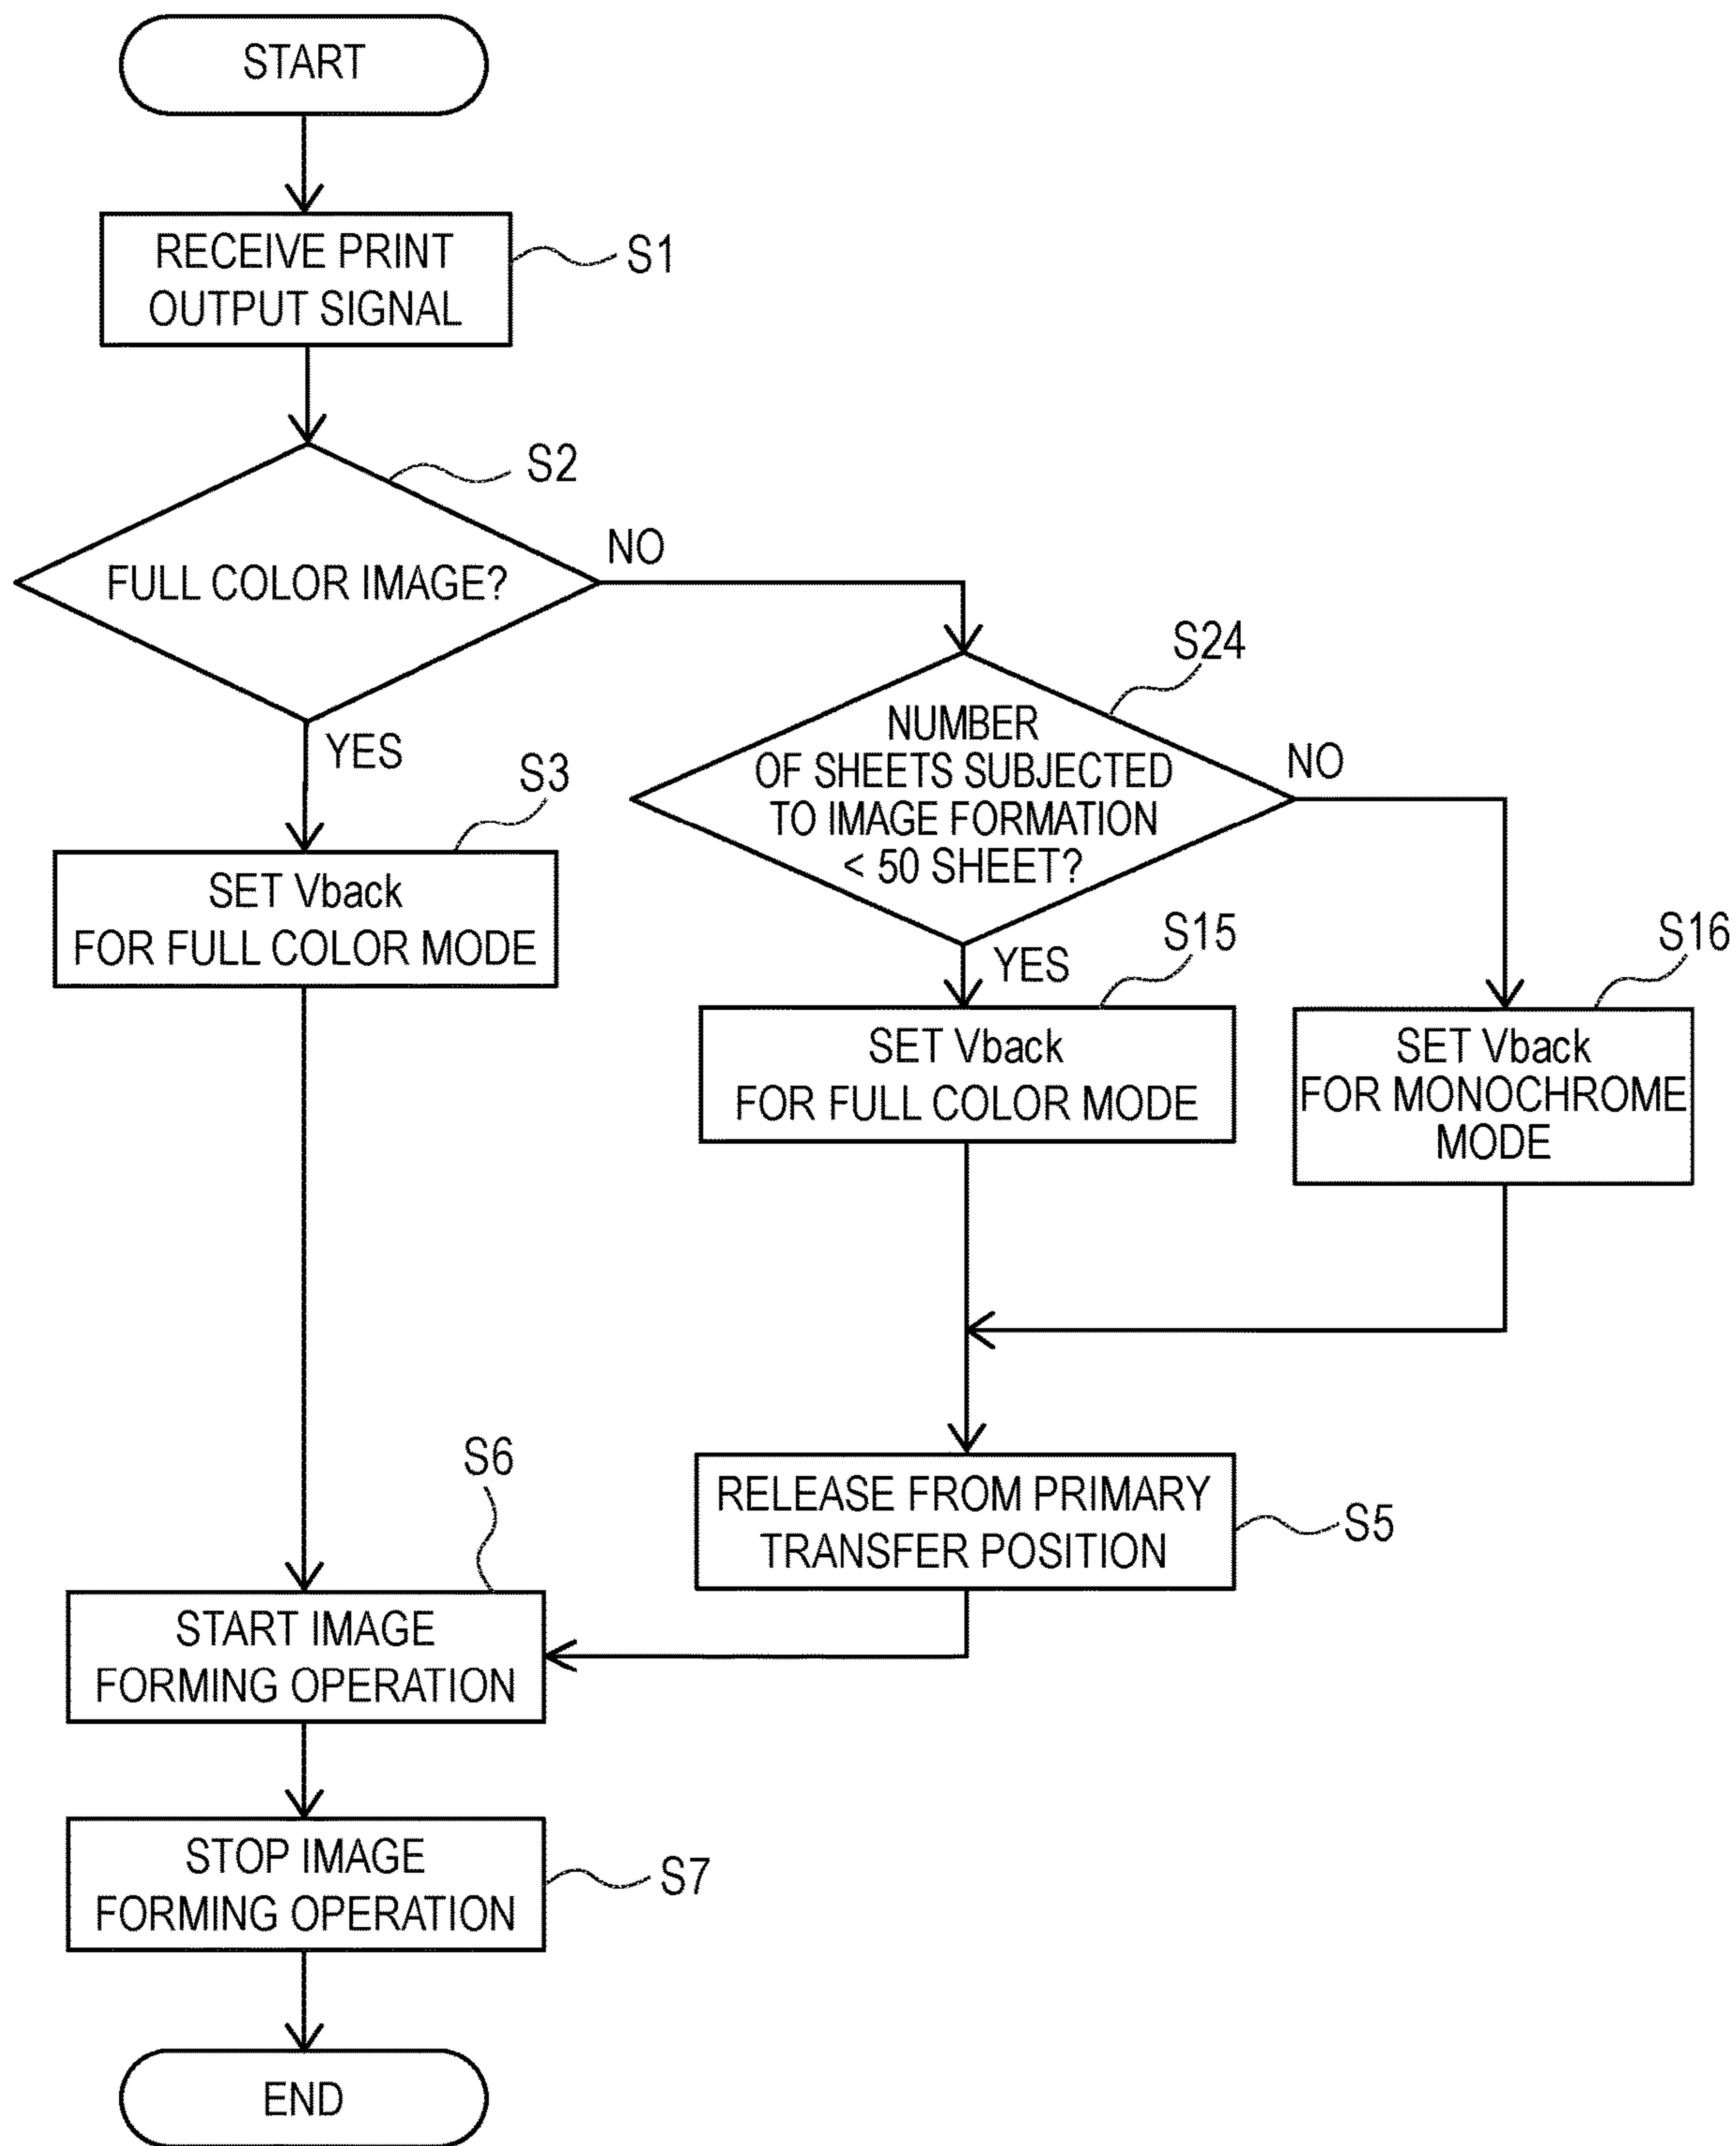 START
RECEIVE PRINT
OUTPUT SIGNAL
S1
S2
FULL COLOR IMAGE?
NO
YES
S24
NUMBER
OF SHEETS SUBJECTED
TO IMAGE FORMATION
< 50 SHEET?
NO
YES
S3
SET Vback
FOR FULL COLOR MODE
S15
SET Vback
FOR FULL COLOR MODE
S16
SET Vback
FOR MONOCHROME
MODE
RELEASE FROM PRIMARY
TRANSFER POSITION
S5
S6
START IMAGE
FORMING OPERATION
STOP IMAGE
FORMING OPERATION
S7
END